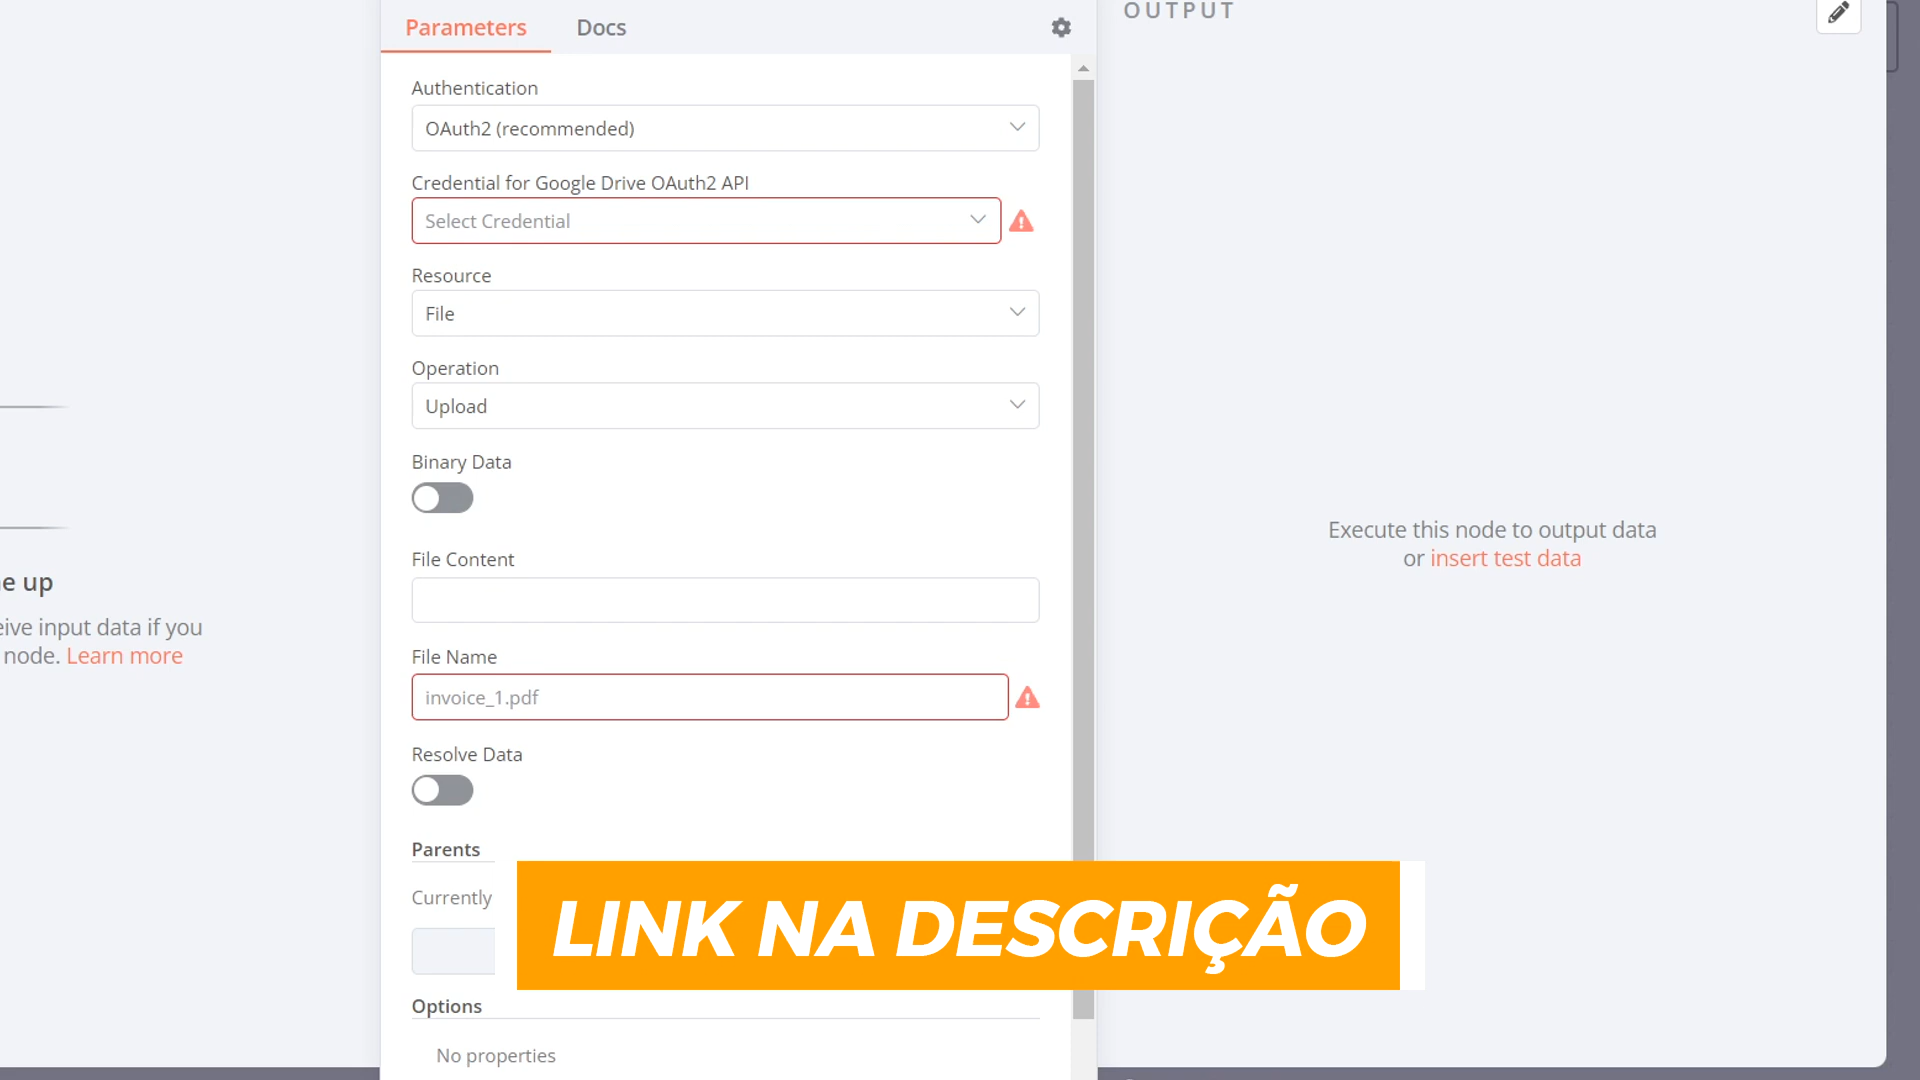 Parameters
Docs
OUTPUT
Authentication
OAuth2 (recommended)
Credential for Google Drive OAuth2 API
Select Credential
Resource
File
Operation
Upload
Binary Data
File Content
File Name
invoice_1.pdf
Resolve Data
Parents
Currently
Options
No properties
e up
eive input data if you
node. Learn more
Execute this node to output data
or insert test data
LINK NA DESCRIÇÃO